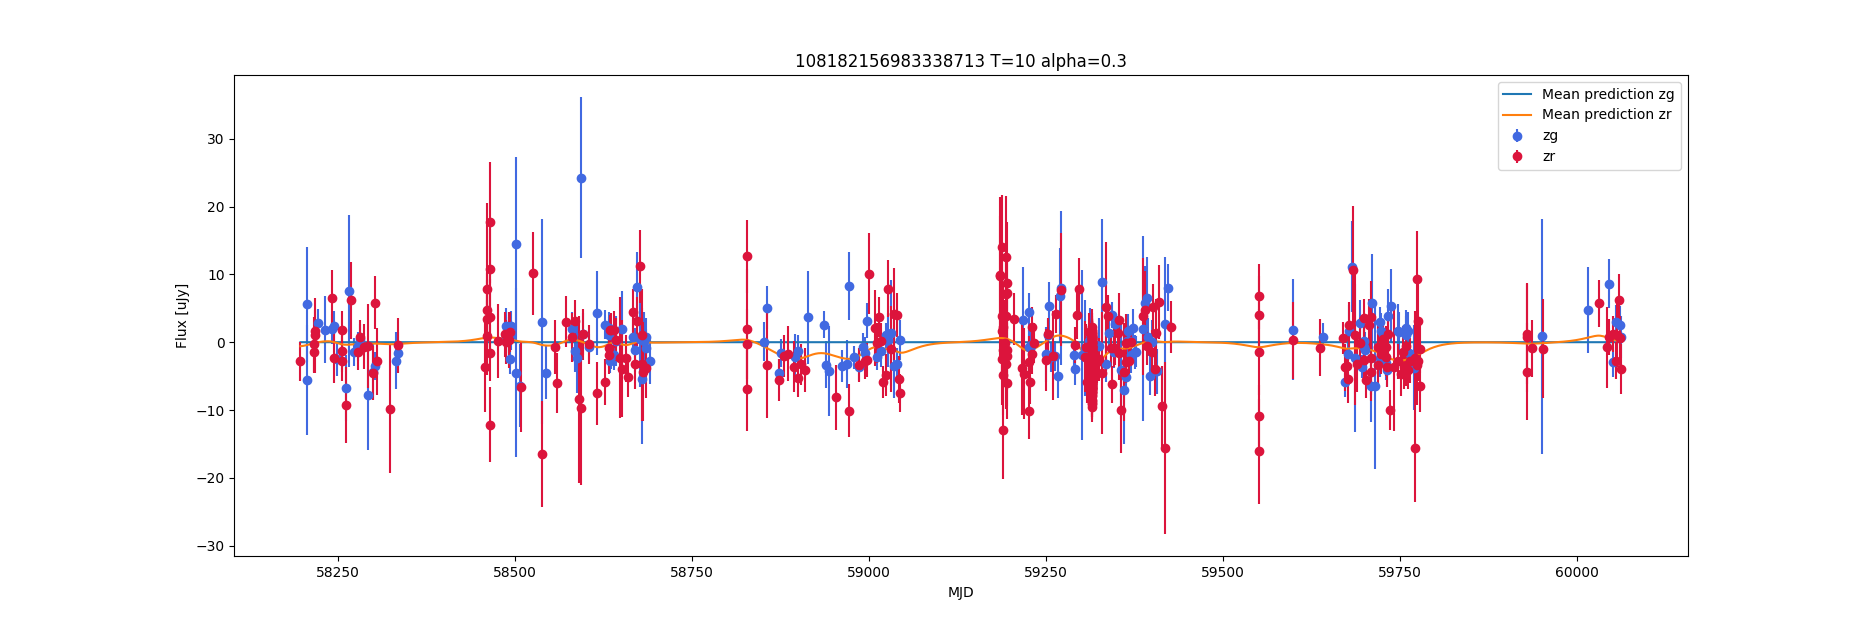 108182156983338713 T=10 alpha=0.3
Mean prediction zg
Mean prediction zr
zg
zr
Flux [uJy]
30
20
10
0
−10
−20
−30
58250 58500 58750 59000 59250 59500 59750 60000
MJD